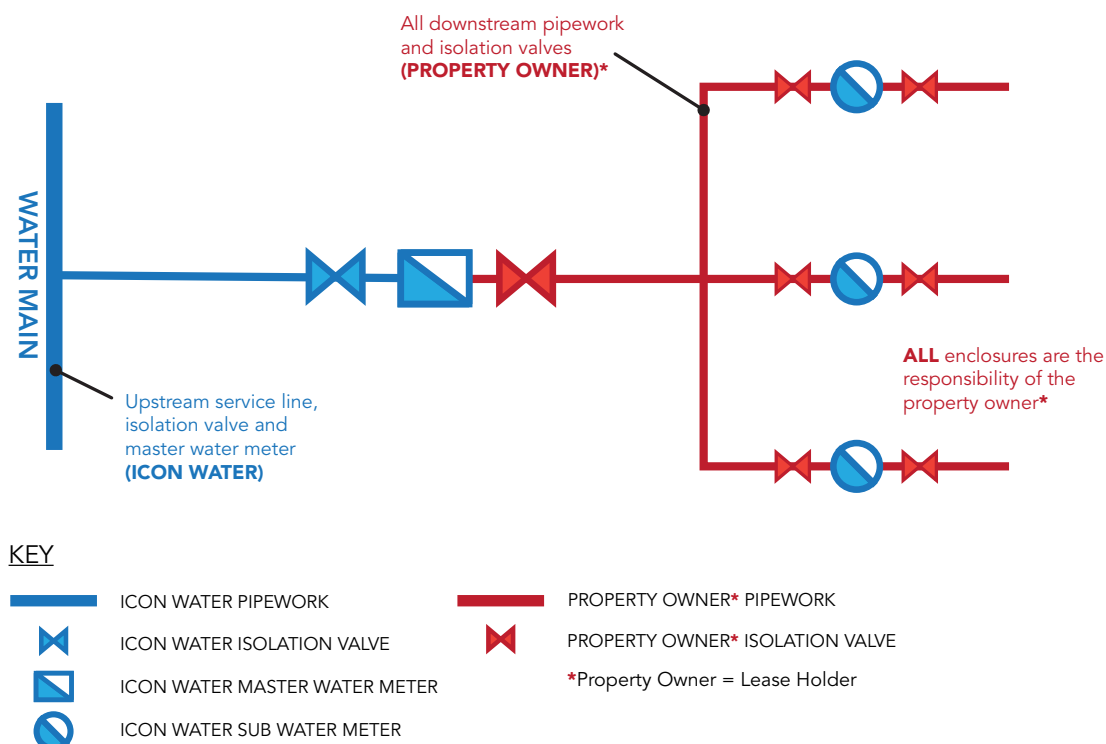 All downstream pipework
and isolation valves
(PROPERTY OWNER)*
WATER MAIN
ALL enclosures are the
responsibility of the
property owner*
Upstream service line,
isolation valve and
master water meter
(ICON WATER)
KEY
ICON WATER PIPEWORK
ICON WATER ISOLATION VALVE
ICON WATER MASTER WATER METER
ICON WATER SUB WATER METER
PROPERTY OWNER* PIPEWORK
PROPERTY OWNER* ISOLATION VALVE
*Property Owner = Lease Holder